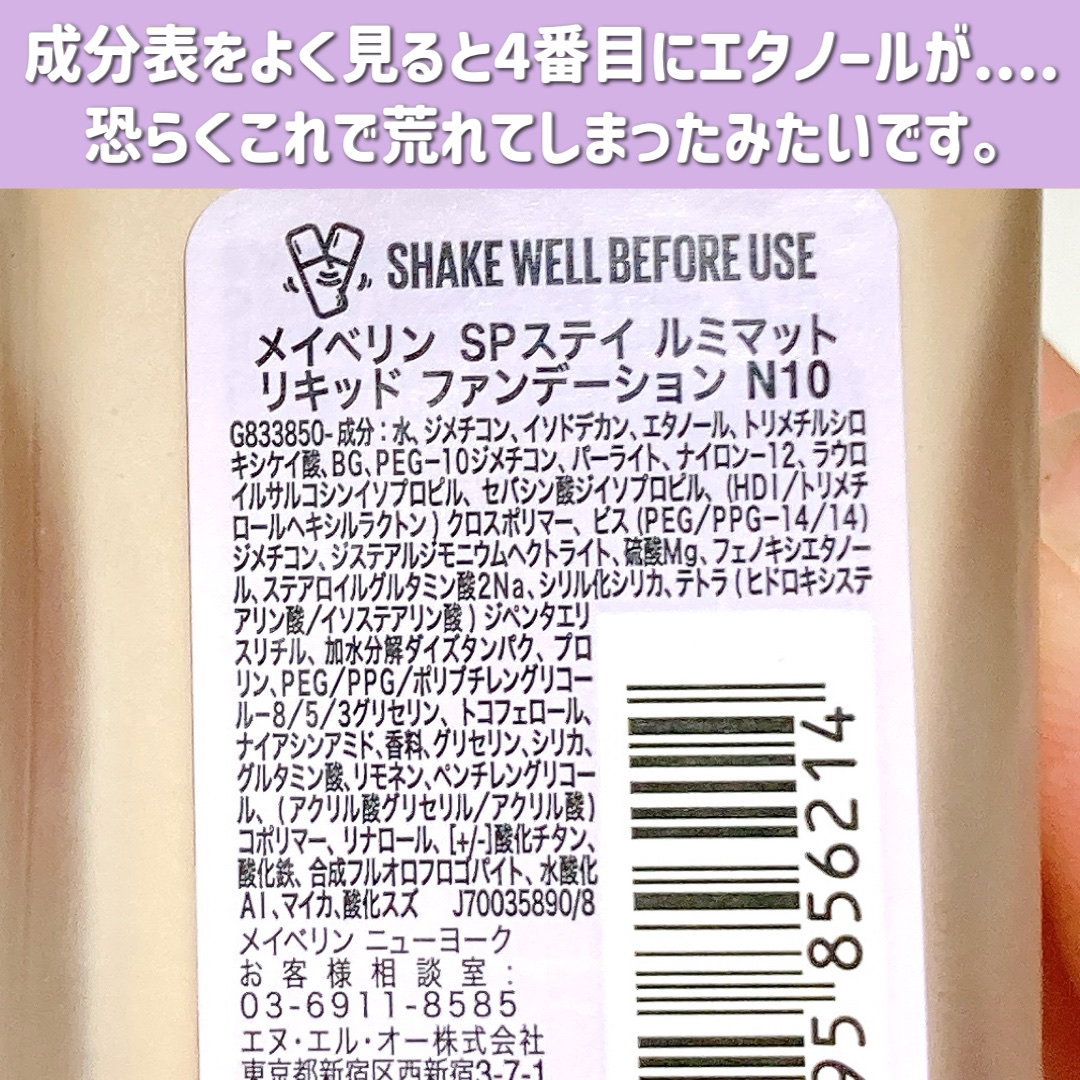 成分表をよく見ると4番目にエタノールが....
恐らくこれで荒れてしまったみたいです。
SHAKE WELL BEFORE USE
メイベリン SPステイ ルミマット
リキッド ファンデーション N10
G833850-成分:水、ジメチコン、イソドデカン、エタノール、トリメチルシロ
キシケイ酸、BG、PEG-10ジメチコン、パーライト、ナイロン-12、ラウロ
イルサルコシンイソプロピル、セバシン酸ジイソプロピル、(HDI/トリメチ
ロールヘキシルラクトン)クロスポリマー、ビス(PEG/PPG-14/14)
ジメチコン、ジステアルジモニウムヘクトライト、硫酸Mg、フェノキシエタノー
ル、ステアロイルグルタミン酸2Na、シリル化シリカ、テトラ(ヒドロキシステ
アリン酸/イソステアリン酸)ジペンタエリ
スリチル、加水分解ダイズタンパク、プロ
リン、PEG/PPG/ポリブチレングリコー
ル-8/5/3グリセリン、トコフェロール、
ナイアシンアミド、香料、グリセリン、シリカ、
グルタミン酸、リモネン、ペンチレングリコー
ル、(アクリル酸グリセリル/アクリル酸)
コポリマー、リナロール、[+/-]酸化チタン、
酸化鉄、合成フルオロフロゴパイト、水酸化
Al、マイカ、酸化スズ J70035890/8
メイベリン ニューヨーク
お客様相談室:
03-6911-8585
エヌ・エル・オー株式会社
東京都新宿区西新宿3-7-1
95 856214